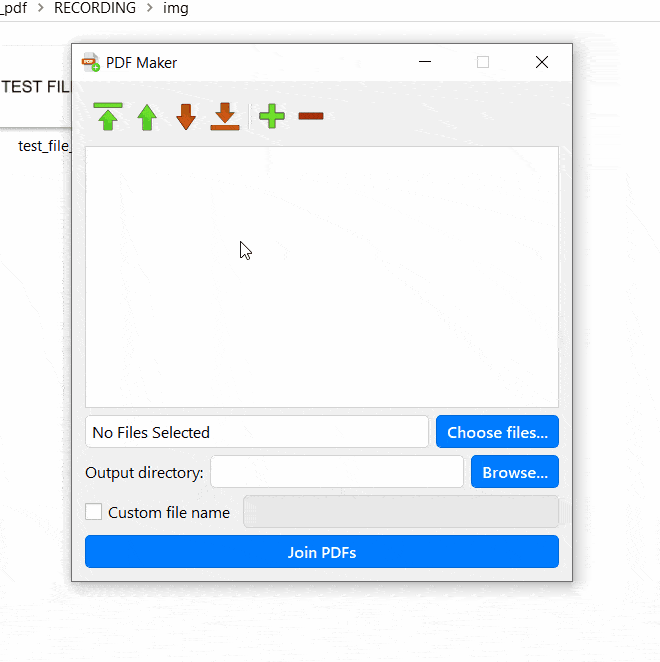 _pdf > RECORDING > img
PDF Maker
TEST FIL
test_file_
No Files Selected
Choose files...
Output directory:
Browse...
Custom file name
Join PDFs